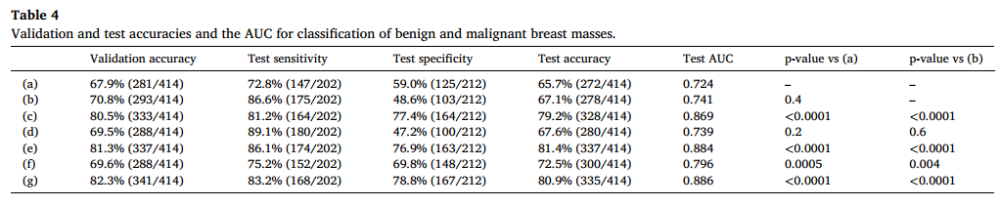 Table 4
Validation and test accuracies and the AUC for classification of benign and malignant breast masses.
Validation accuracy Test sensitivity Test specificity Test accuracy Test AUC p-value vs (a) p-value vs (b)
(a) 67.9% (281/414) 72.8% (147/202) 59.0% (125/212) 65.7% (272/414) 0.724 – –
(b) 70.8% (293/414) 86.6% (175/202) 48.6% (103/212) 67.1% (278/414) 0.741 0.4 –
(c) 80.5% (333/414) 81.2% (164/202) 77.4% (164/212) 79.2% (328/414) 0.869 <0.0001 <0.0001
(d) 69.5% (288/414) 89.1% (180/202) 47.2% (100/212) 67.6% (280/414) 0.739 0.2 0.6
(e) 81.3% (337/414) 86.1% (174/202) 76.9% (163/212) 81.4% (337/414) 0.884 <0.0001 <0.0001
(f) 69.6% (288/414) 75.2% (152/202) 69.8% (148/212) 72.5% (300/414) 0.796 0.0005 0.004
(g) 82.3% (341/414) 83.2% (168/202) 78.8% (167/212) 80.9% (335/414) 0.886 <0.0001 <0.0001